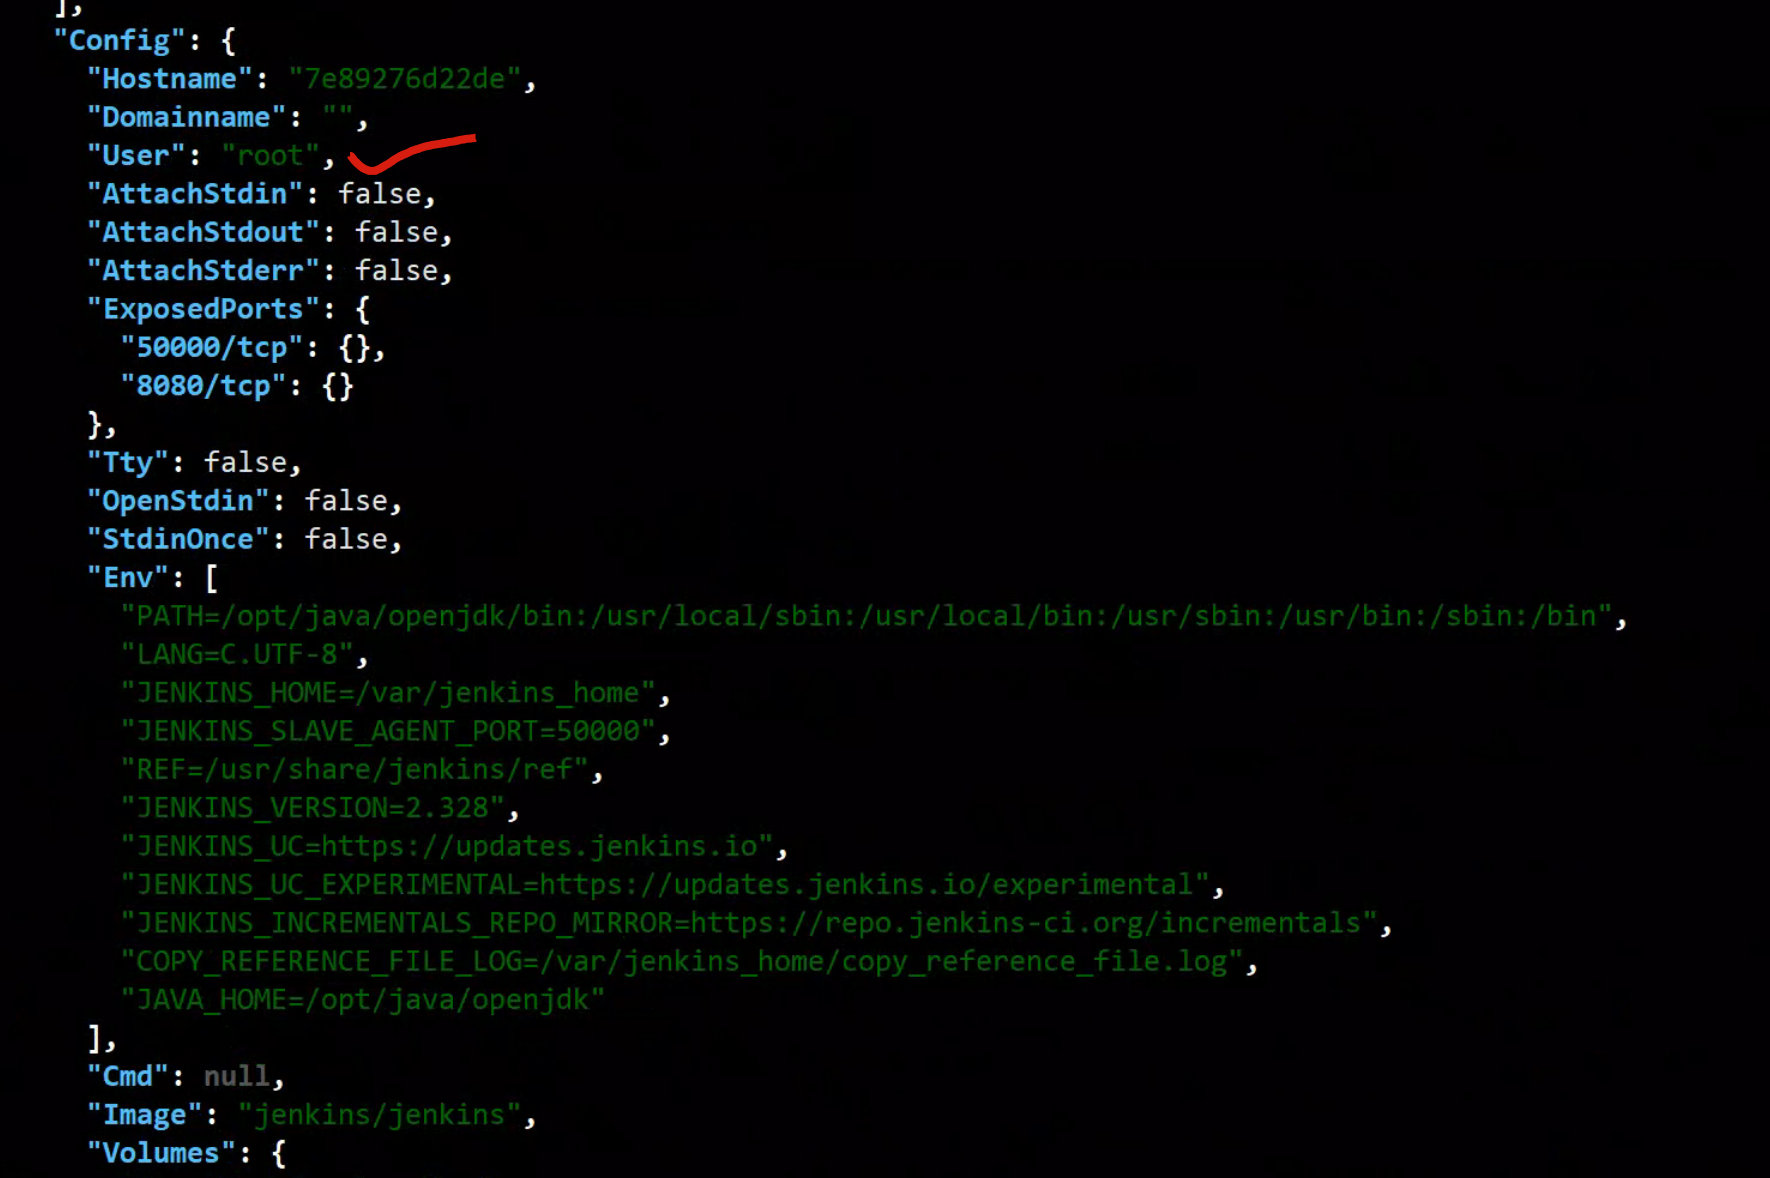 ],
"Config": {
"Hostname": "7e89276d22de",
"Domainname": "",
"User": "root",
"AttachStdin": false,
"AttachStdout": false,
"AttachStderr": false,
"ExposedPorts": {
"50000/tcp": {},
"8080/tcp": {}
},
"Tty": false,
"OpenStdin": false,
"StdinOnce": false,
"Env": [
"PATH=/opt/java/openjdk/bin:/usr/local/sbin:/usr/local/bin:/usr/sbin:/usr/bin:/sbin:/bin",
"LANG=C.UTF-8",
"JENKINS_HOME=/var/jenkins_home",
"JENKINS_SLAVE_AGENT_PORT=50000",
"REF=/usr/share/jenkins/ref",
"JENKINS_VERSION=2.328",
"JENKINS_UC=https://updates.jenkins.io",
"JENKINS_UC_EXPERIMENTAL=https://updates.jenkins.io/experimental",
"JENKINS_INCREMENTALS_REPO_MIRROR=https://repo.jenkins-ci.org/incrementals",
"COPY_REFERENCE_FILE_LOG=/var/jenkins_home/copy_reference_file.log",
"JAVA_HOME=/opt/java/openjdk"
],
"Cmd": null,
"Image": "jenkins/jenkins",
"Volumes": {